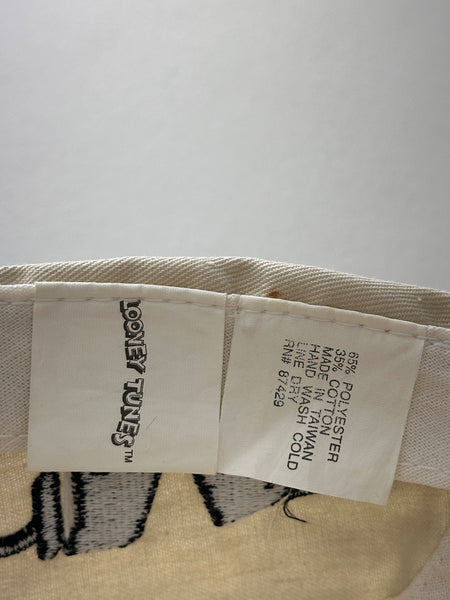 LOONEY TUNES™
65% POLYESTER
35% COTTON
MADE IN TAIWAN
HAND WASH COLD
LINE DRY
RN# 87429